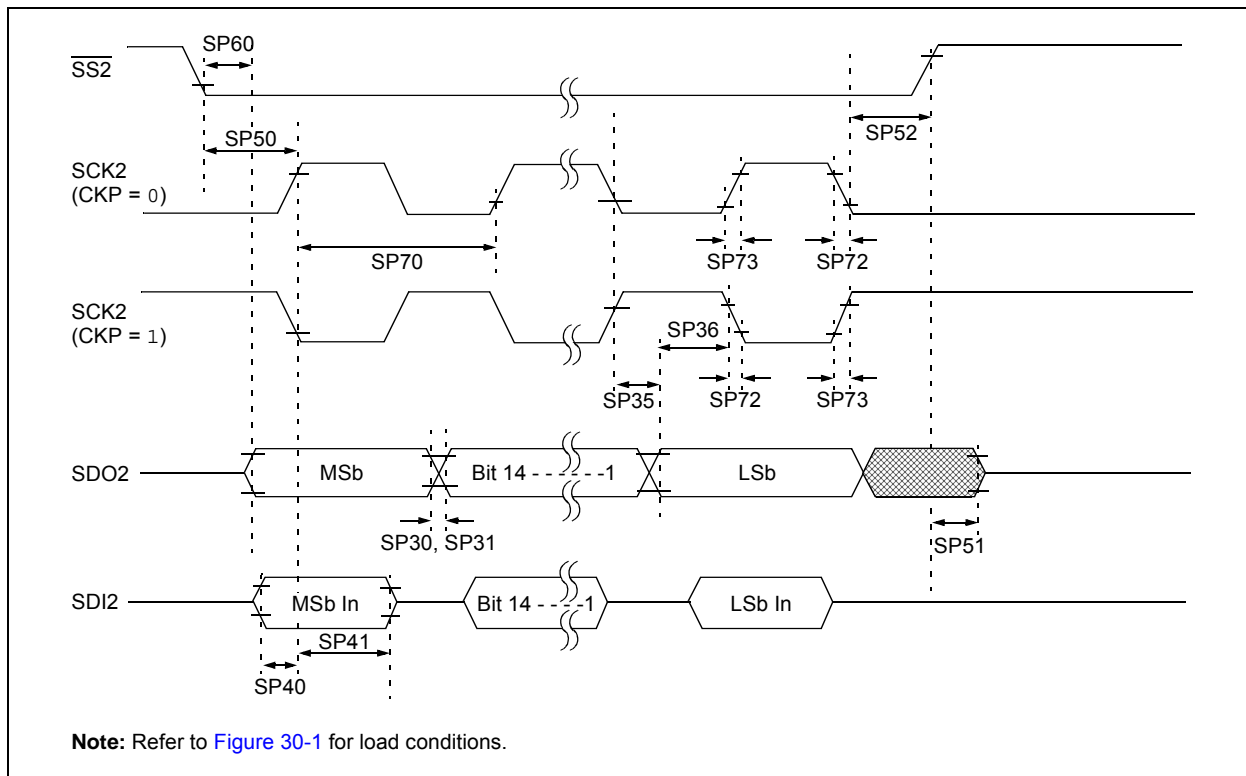 SP60
SS2
SP50
SP52
SCK2
(CKP = 0)
SP70
SP73
SP72
SCK2
(CKP = 1)
SP36
SP35
SP72
SP73
SDO2
MSb
Bit 14 - - - - - -1
LSb
SP30, SP31
SP51
SDI2
MSb In
Bit 14 - - - -1
LSb In
SP41
SP40
Note: Refer to Figure 30-1 for load conditions.